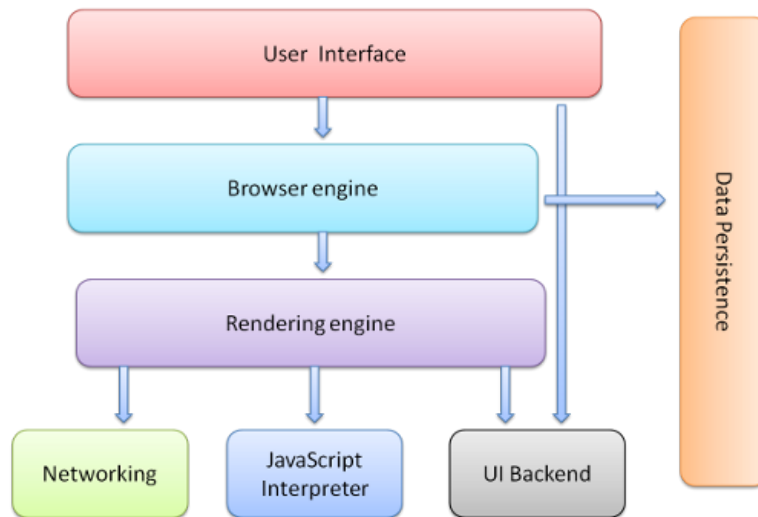 User Interface
Browser engine
Data Persistence
Rendering engine
Networking
JavaScript
Interpreter
UI Backend